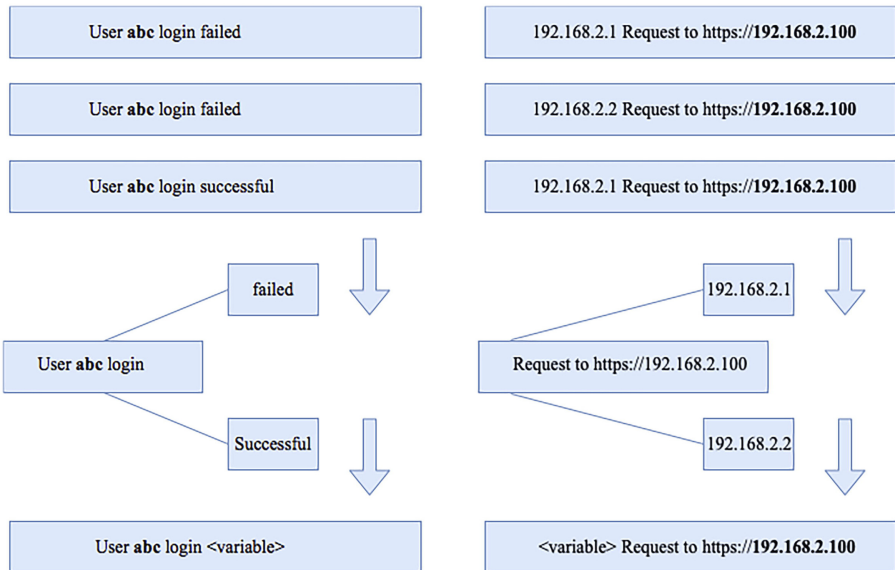 User abc login failed
192.168.2.1 Request to https://192.168.2.100
User abc login failed
192.168.2.2 Request to https://192.168.2.100
User abc login successful
192.168.2.1 Request to https://192.168.2.100
failed
192.168.2.1
User abc login
Request to https://192.168.2.100
Successful
192.168.2.2
User abc login <variable>
<variable> Request to https://192.168.2.100